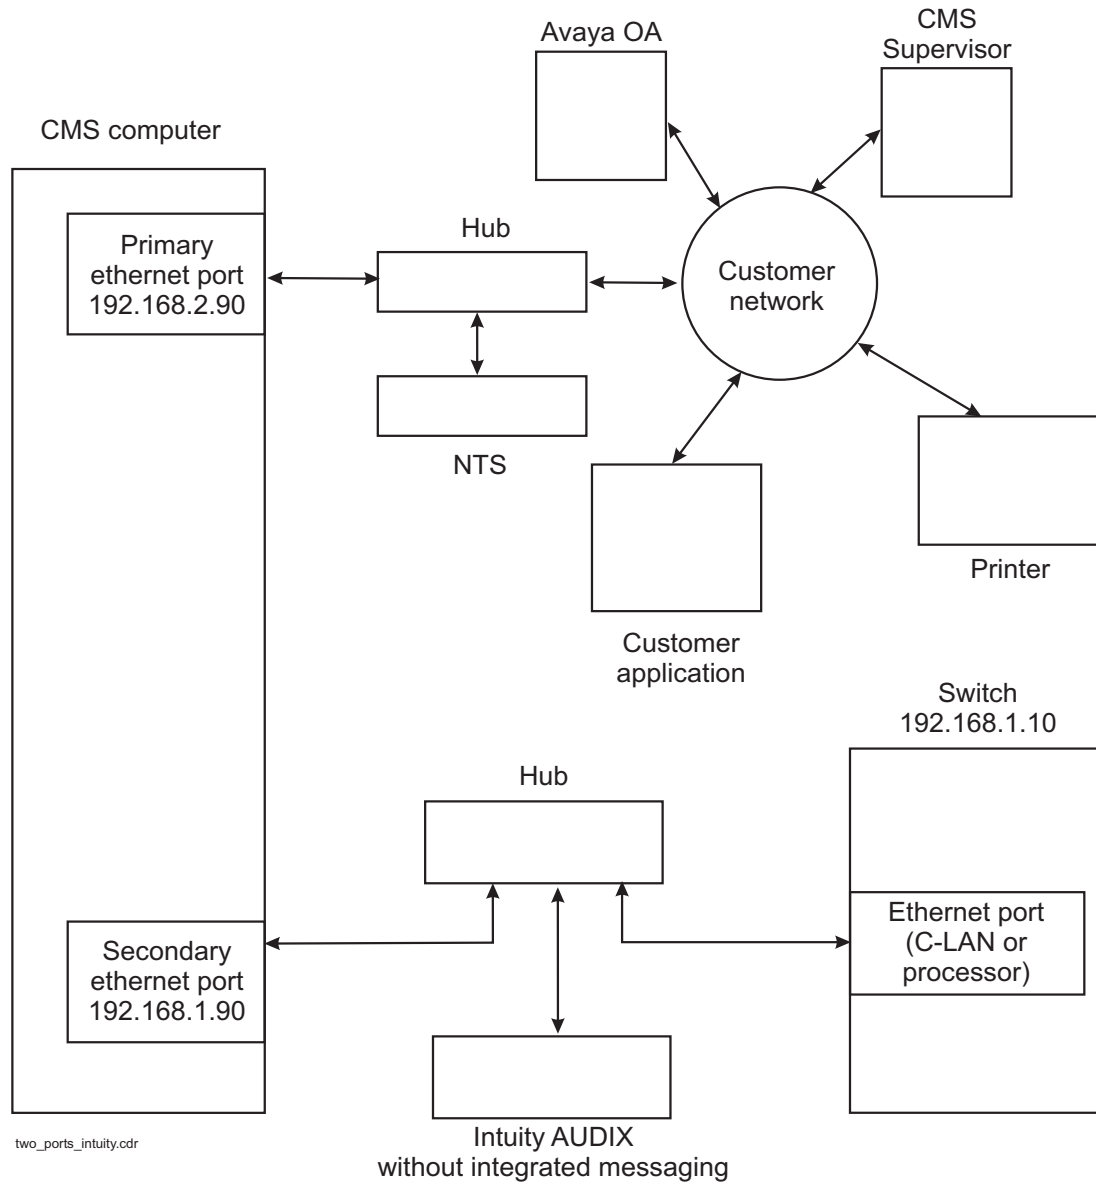 Avaya OA
CMS
Supervisor
CMS computer
Primary
ethernet port
192.168.2.90
Hub
Customer
network
NTS
Printer
Customer
application
Switch
192.168.1.10
Hub
Ethernet port
(C-LAN or
processor)
Secondary
ethernet port
192.168.1.90
Intuity AUDIX
without integrated messaging
two_ports_intuity.cdr